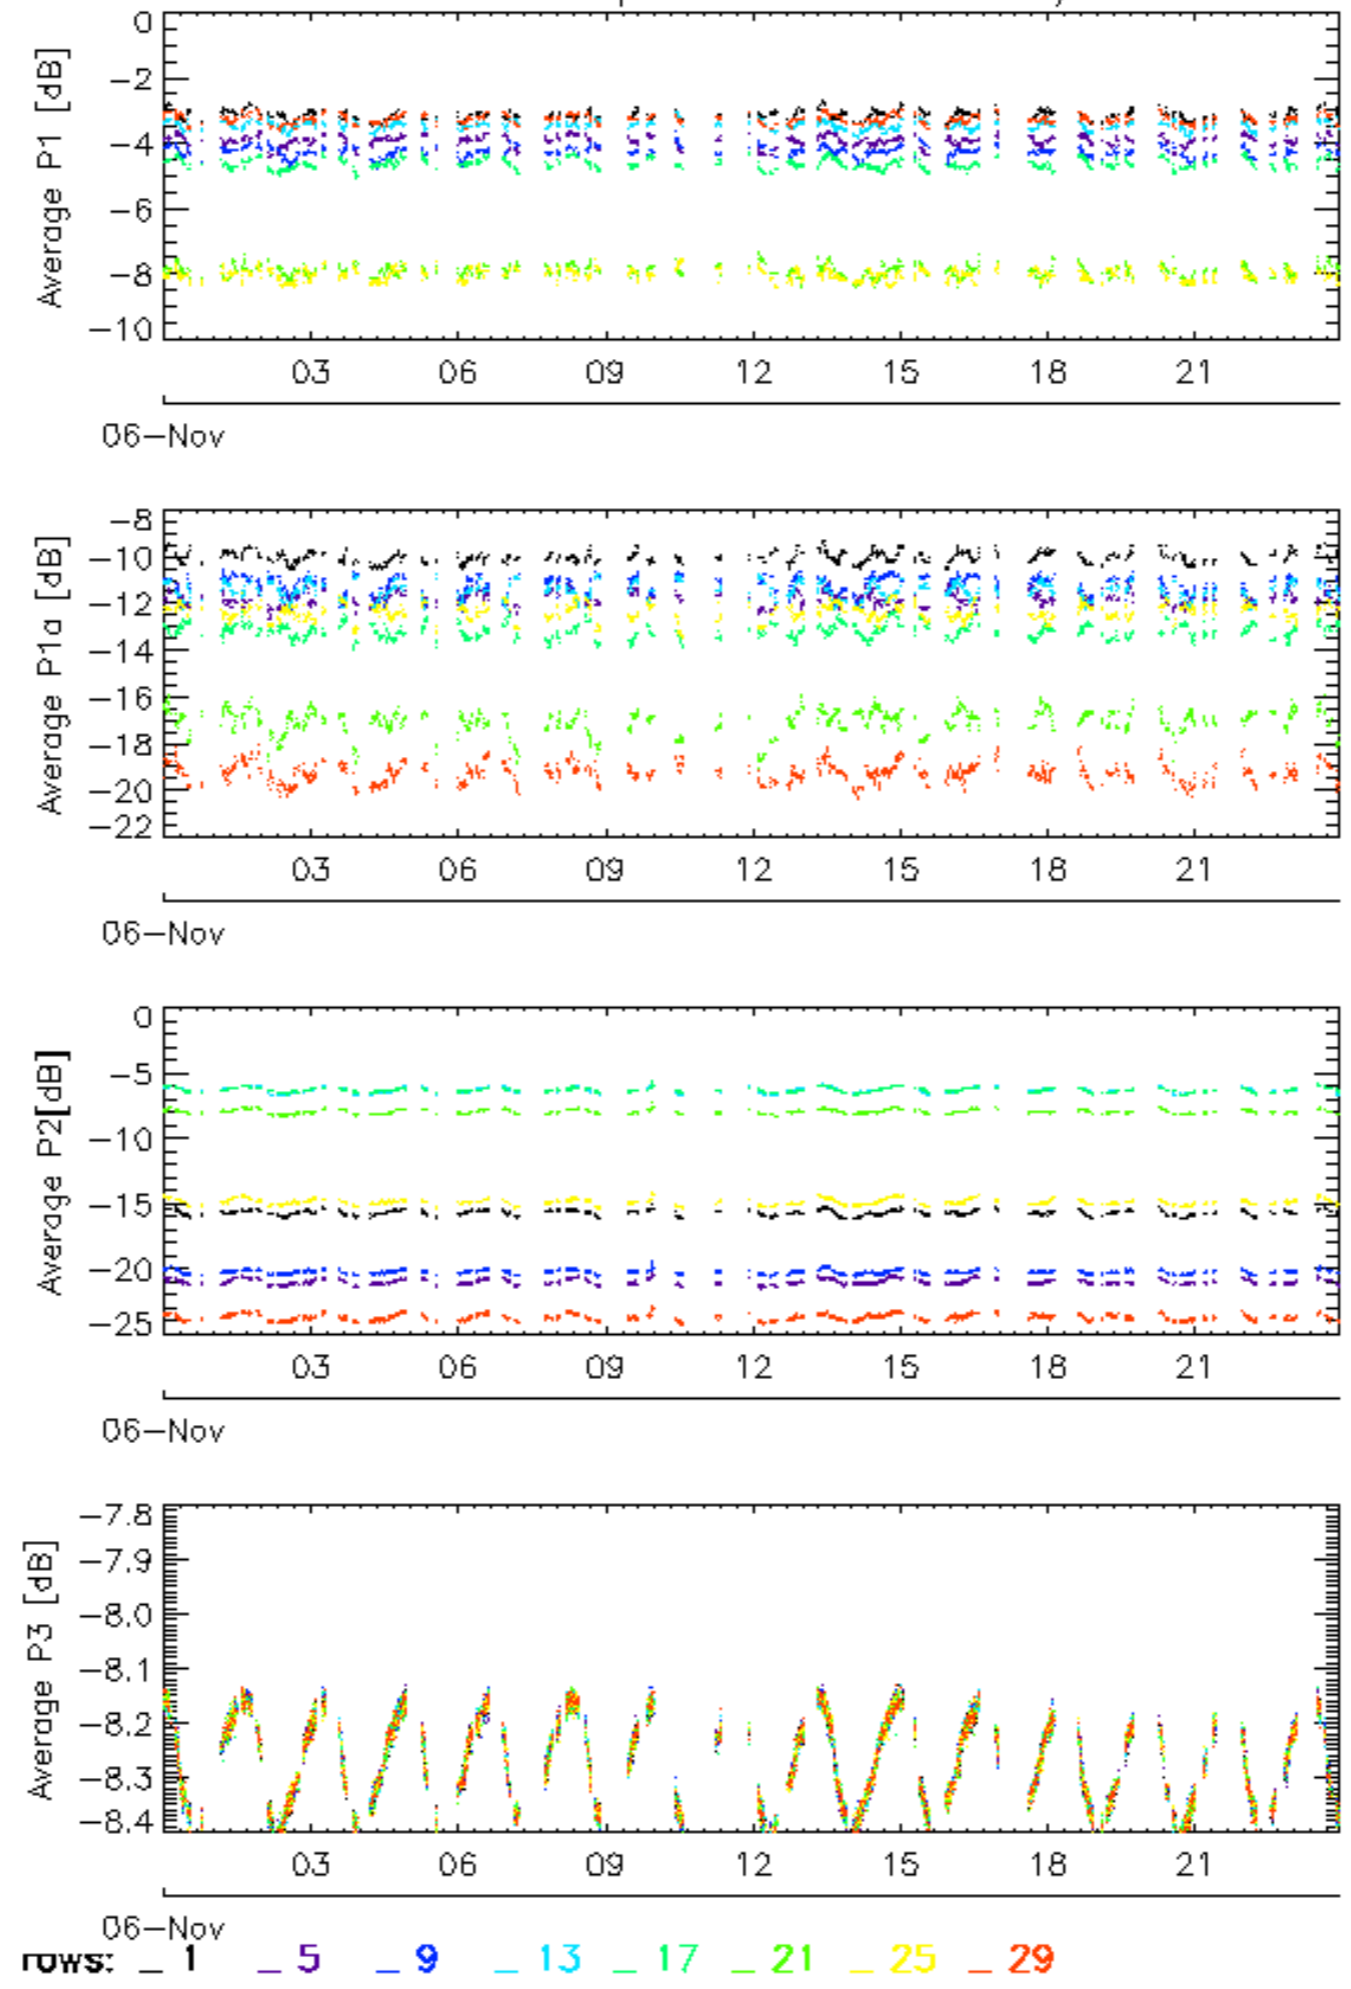 0
−2
−4
−6
−8
−10
Average P1 [dB]
03 06 09 12 15 18 21
06−Nov
−8
−10
−12
−14
−16
−18
−20
−22
Average P1a [dB]
03 06 09 12 15 18 21
06−Nov
0
−5
−10
−15
−20
−25
Average P2[dB]
03 06 09 12 15 18 21
06−Nov
−7.8
−7.9
−8.0
−8.1
−8.2
−8.3
−8.4
Average P3 [dB]
03 06 09 12 15 18 21
06−Nov
rows: _ 1 _ 5 _ 9 _ 13 _ 17 _ 21 _ 25 _ 29